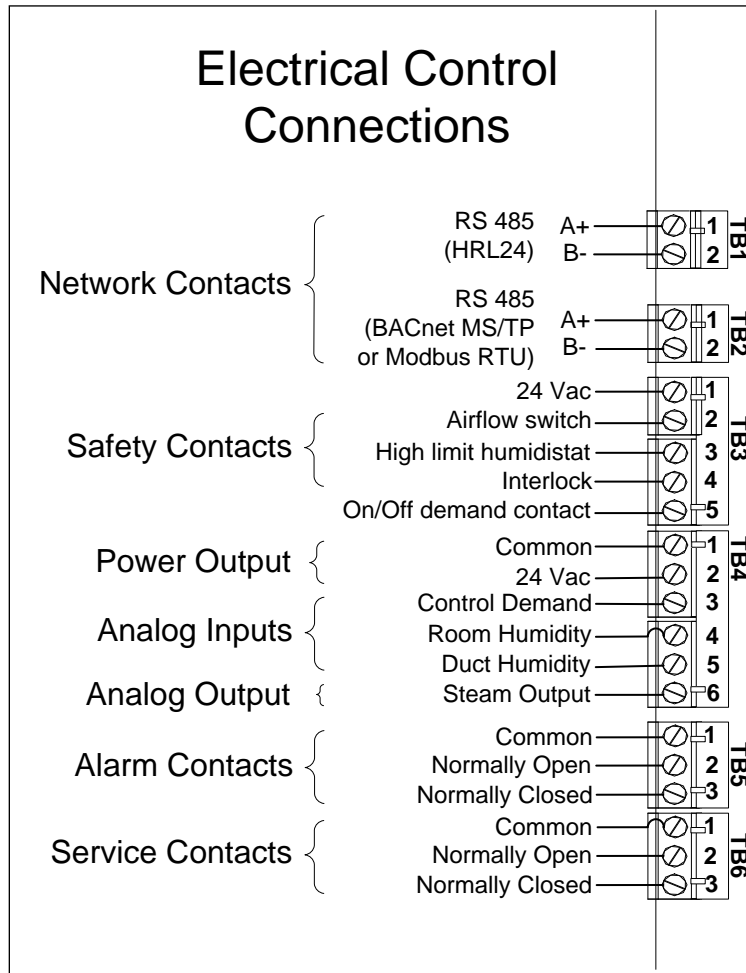 Electrical Control
Connections
Network Contacts
RS 485
(HRL24)
A+
B-
1
2
TB1
RS 485
(BACnet MS/TP
or Modbus RTU)
A+
B-
1
2
TB2
Safety Contacts
24 Vac
1
Airflow switch
2
High limit humidistat
3
Interlock
4
On/Off demand contact
5
TB3
Power Output
Common
1
24 Vac
2
Analog Inputs
Control Demand
3
Room Humidity
4
Duct Humidity
5
Analog Output
Steam Output
6
TB4
Alarm Contacts
Common
1
Normally Open
2
Normally Closed
3
TB5
Service Contacts
Common
1
Normally Open
2
Normally Closed
3
TB6